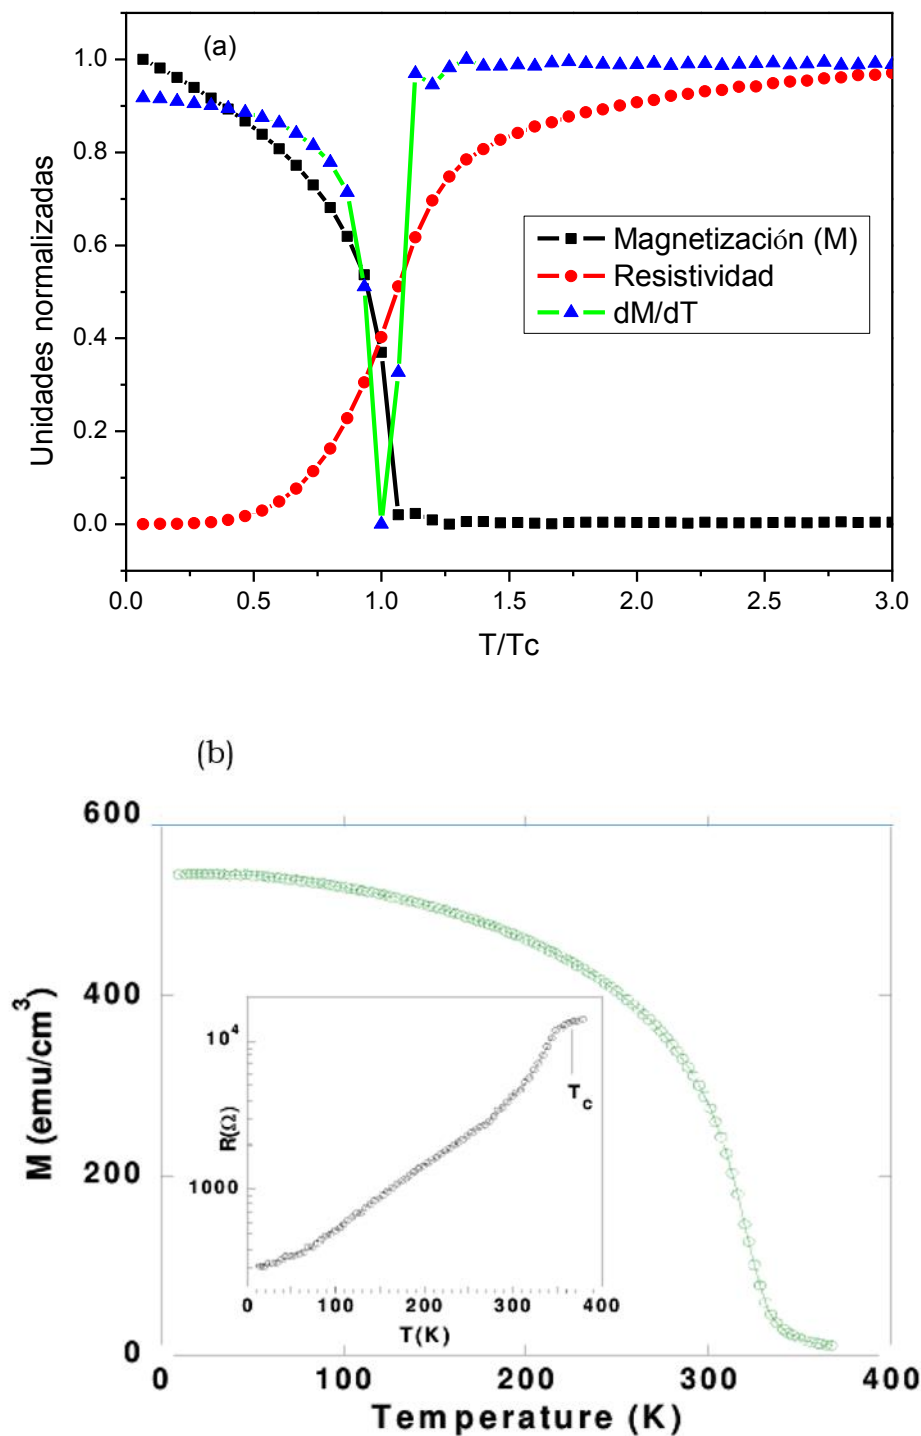 (a)
1.0
0.8
0.6
0.4
0.2
0.0
Unidades normalizadas
Magnetización (M)
Resistividad
dM/dT
0.0 0.5 1.0 1.5 2.0 2.5 3.0
T/Tc
(b)
600
400
200
0
M (emu/cm³)
10⁴
1000
R(Ω)
T_C
0 100 200 300 400
T(K)
0 100 200 300 400
Temperature (K)